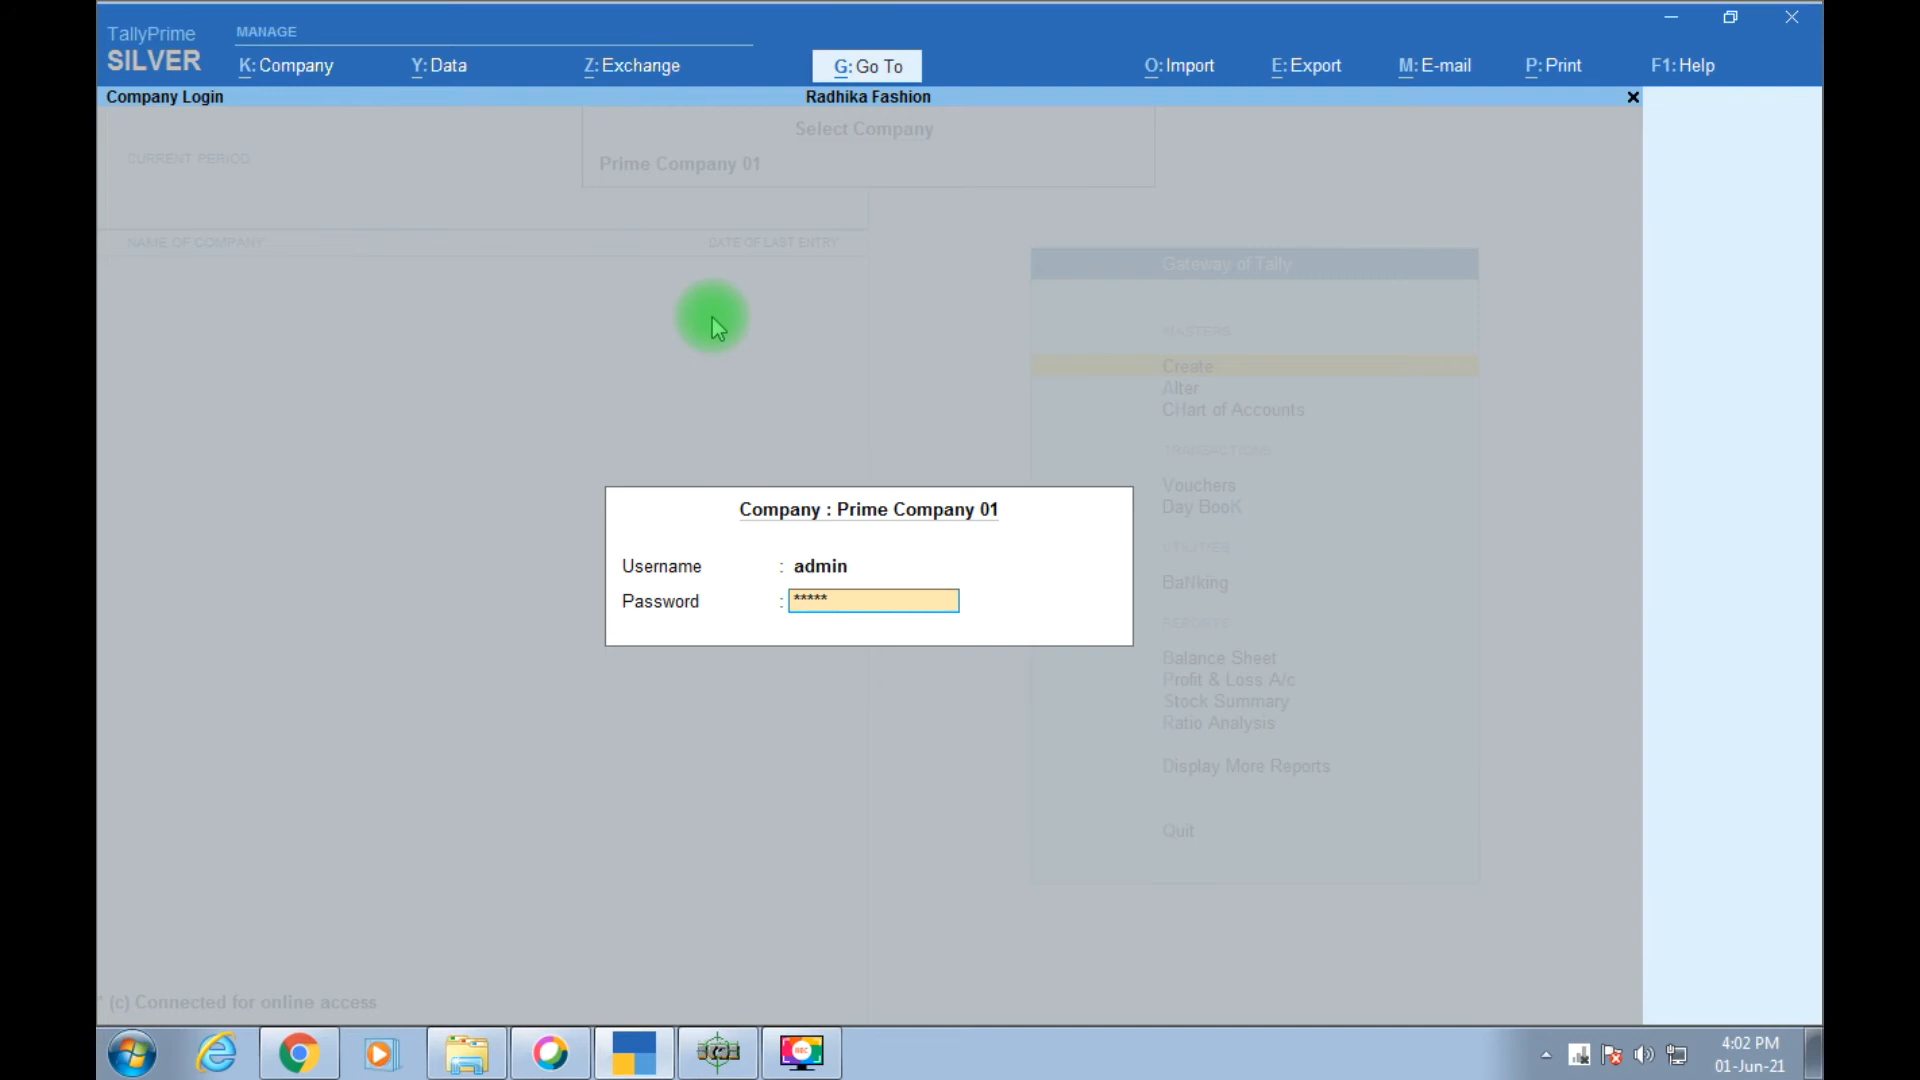 TallyPrime
SILVER
MANAGE
K: Company
Y: Data
Z: Exchange
G: Go To
O: Import
E: Export
M: E-mail
P: Print
F1: Help
Company Login
Radhika Fashion
Select Company
Prime Company 01
CURRENT PERIOD
NAME OF COMPANY
DATE OF LAST ENTRY
Gateway of Tally
MASTERS
Create
Alter
CHart of Accounts
TRANSACTIONS
Vouchers
Day BooK
UTILITIES
BaNking
REPORTS
Balance Sheet
Profit & Loss A/c
Stock Summary
Ratio Analysis
Display More Reports
Quit
Company : Prime Company 01
Username : admin
Password : *****
* (c) Connected for online access
REC
4:02 PM
01-Jun-21